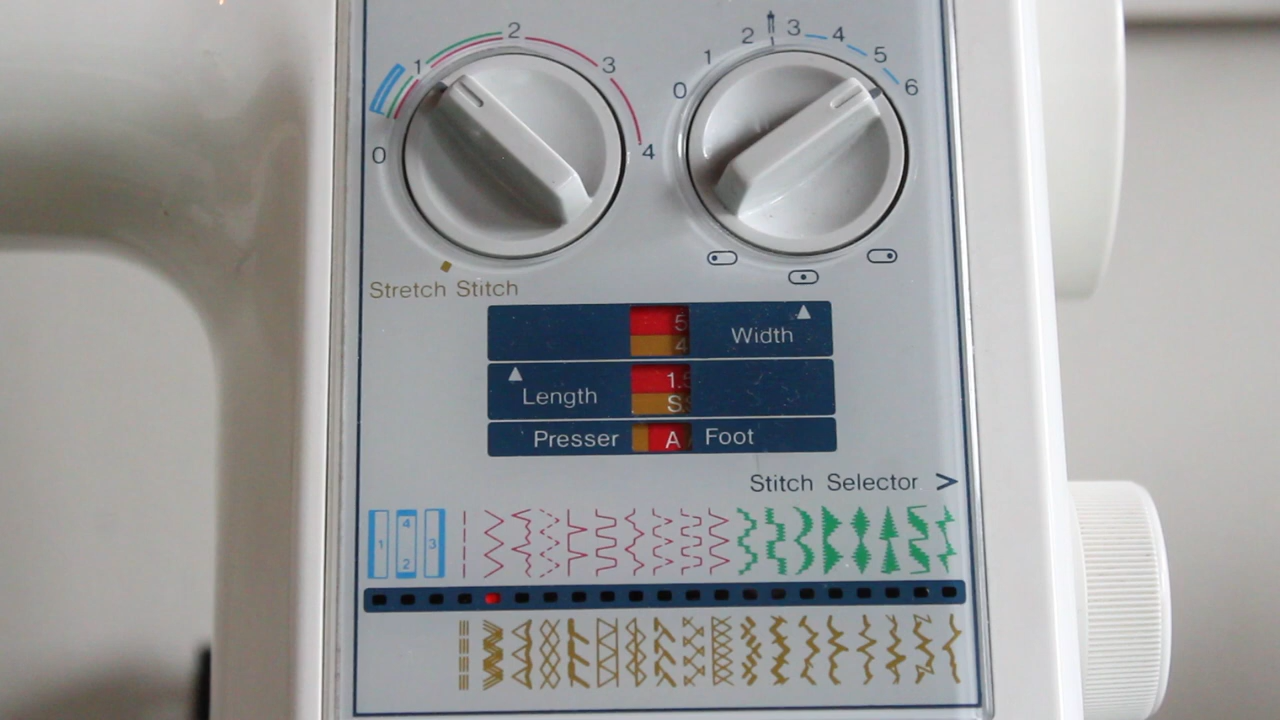 0 1 2 3 4
0 1 2 3 4 5 6
Stretch Stitch
5
4
Width
Length
1.5
S
Presser A Foot
Stitch Selector >
1 4 2 3